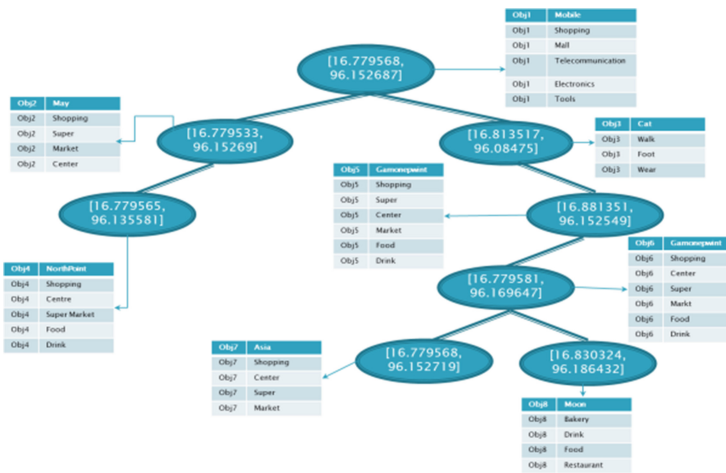 Obj1 Mobile
Obj1 Shopping
Obj1 Mall
Obj1 Telecommunication
Obj1 Electronics
Obj1 Tools
[16.779568,
96.152687]
Obj2 May
Obj2 Shopping
Obj2 Super
Obj2 Market
Obj2 Center
[16.779533,
96.15269]
[16.813517,
96.08475]
Obj3 Cat
Obj3 Walk
Obj3 Foot
Obj3 Wear
Obj5 Gamonepwint
Obj5 Shopping
Obj5 Super
Obj5 Center
Obj5 Market
Obj5 Food
Obj5 Drink
[16.779565,
96.135581]
[16.881351,
96.152549]
Obj6 Gamonepwint
Obj6 Shopping
Obj6 Center
Obj6 Super
Obj6 Markt
Obj6 Food
Obj6 Drink
Obj4 NorthPoint
Obj4 Shopping
Obj4 Centre
Obj4 Super Market
Obj4 Food
Obj4 Drink
[16.779581,
96.169647]
Obj7 Asia
Obj7 Shopping
Obj7 Center
Obj7 Super
Obj7 Market
[16.779568,
96.152719]
[16.830324,
96.186432]
Obj8 Moon
Obj8 Bakery
Obj8 Drink
Obj8 Food
Obj8 Restaurant